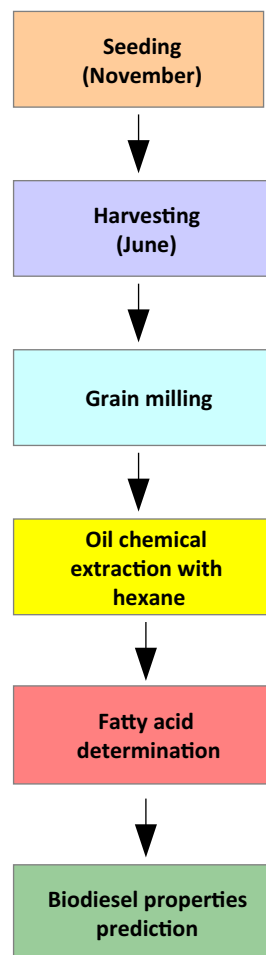 Seeding
(November)
Harvesting
(June)
Grain milling
Oil chemical
extraction with
hexane
Fatty acid
determination
Biodiesel properties
prediction